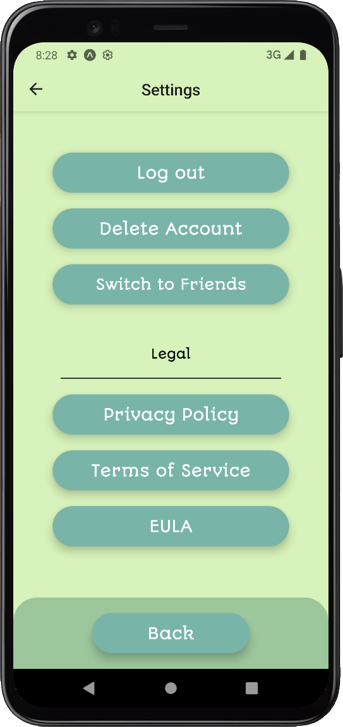 8:28 3G
Settings
Log out
Delete Account
Switch to Friends
Legal
Privacy Policy
Terms of Service
EULA
Back